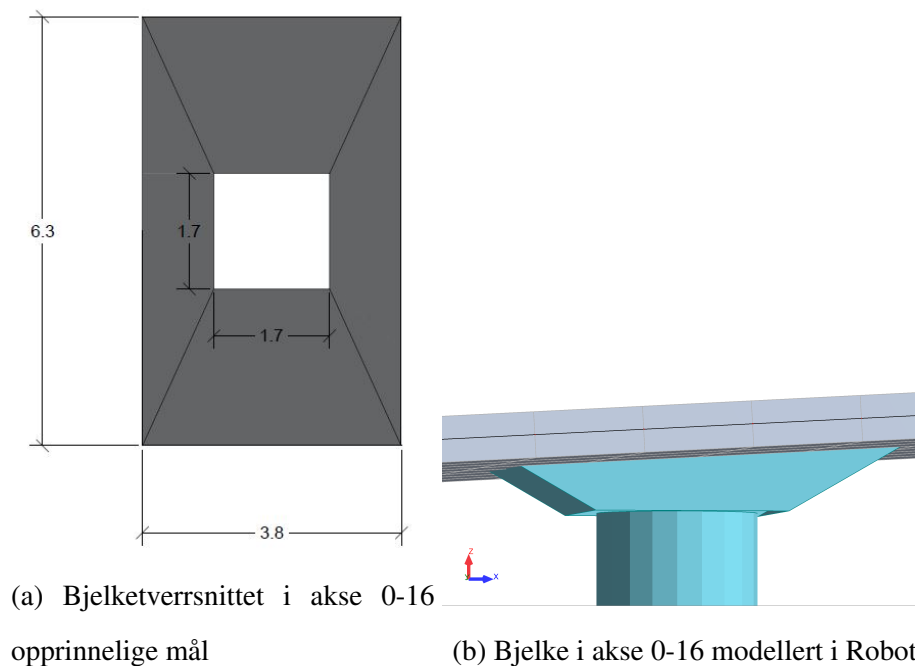 6.3
1.7
1.7
3.8
z
x
(a) Bjelketverrsnittet i akse 0-16
opprinnelige mål
(b) Bjelke i akse 0-16 modellert i Robot